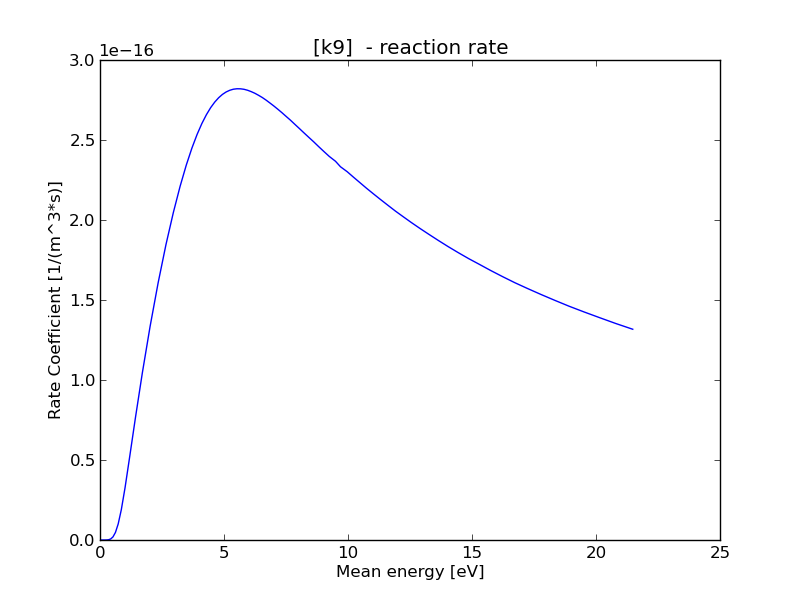 [k9]  - reaction rate
1e−16
3.0
2.5
2.0
1.5
1.0
0.5
0.0
Rate Coefficient [1/(m^3*s)]
0 5 10 15 20 25
Mean energy [eV]